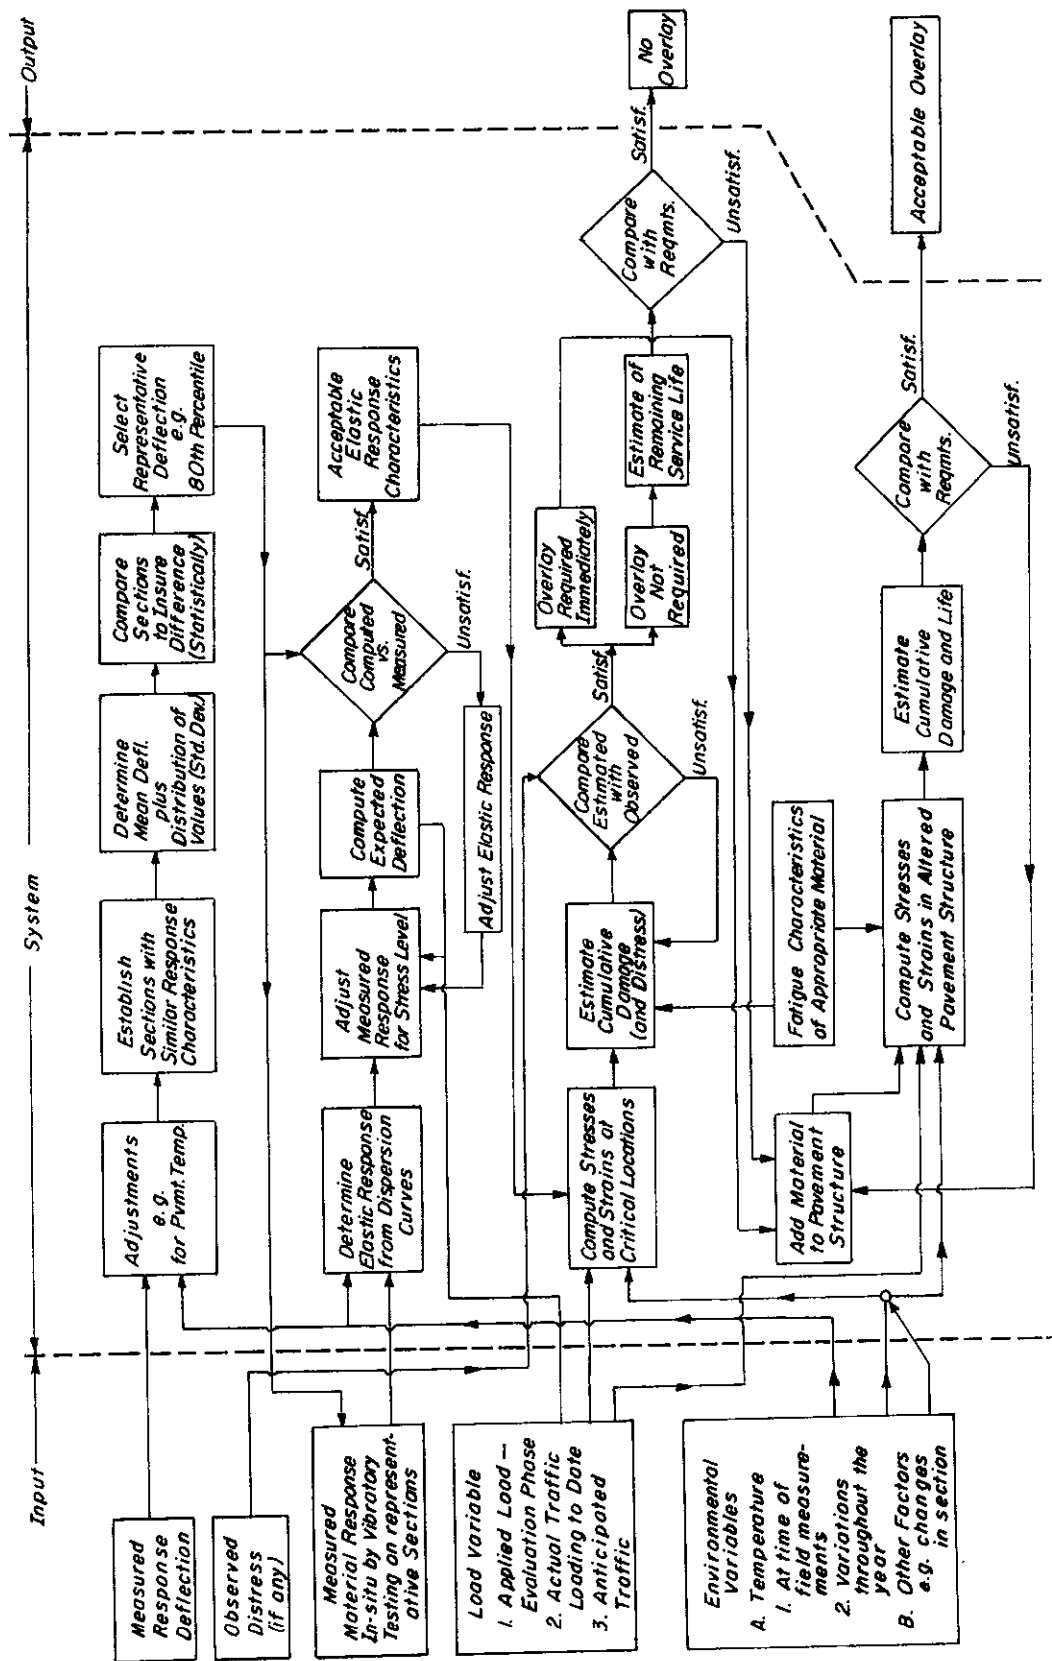 Input
System
Output
Measured
Response
Deflection
Adjustments
e.g.
for Pvmt. Temp.
Establish
Sections with
Similar Response
Characteristics
Determine
Mean Defl.
plus
Distribution of
Values (Std. Dev.)
Compare
Sections
to Insure
Difference
(Statistically)
Select
Representative
Deflection
e.g.
80th Percentile
Observed
Distress
(if any)
Measured
Material Response
In-situ by Vibratory
Testing on represent-
ative Sections
Determine
Elastic Response
from Dispersion
Curves
Adjust
Measured
Response
for Stress Level
Compute
Expected
Deflection
Compare
Computed
vs.
Measured
Satisf.
Unsatisf.
Acceptable
Elastic
Response
Characteristics
Adjust Elastic Response
Load Variable
1. Applied Load —
Evaluation Phase
2. Actual Traffic
Loading to Date
3. Anticipated
Traffic
Compute Stresses
and Strains at
Critical Locations
Estimate
Cumulative
Damage
(and Distress)
Compare
Estimated
with
Observed
Satisf.
Unsatisf.
Overlay
Required
Immediately
Overlay
Not
Required
Estimate of
Remaining
Service Life
Compare
with
Reqmts.
Satisf.
Unsatisf.
No
Overlay
Environmental
Variables
A. Temperature
1. At time of
field measure-
ments
2. Variations
throughout the
year
B. Other Factors
e.g. changes
in section
Add Material
to Pavement
Structure
Fatigue Characteristics
of Appropriate Material
Compute Stresses
and Strains in Altered
Pavement Structure
Estimate
Cumulative
Damage and Life
Compare
with
Reqmts.
Satisf.
Unsatisf.
Acceptable Overlay